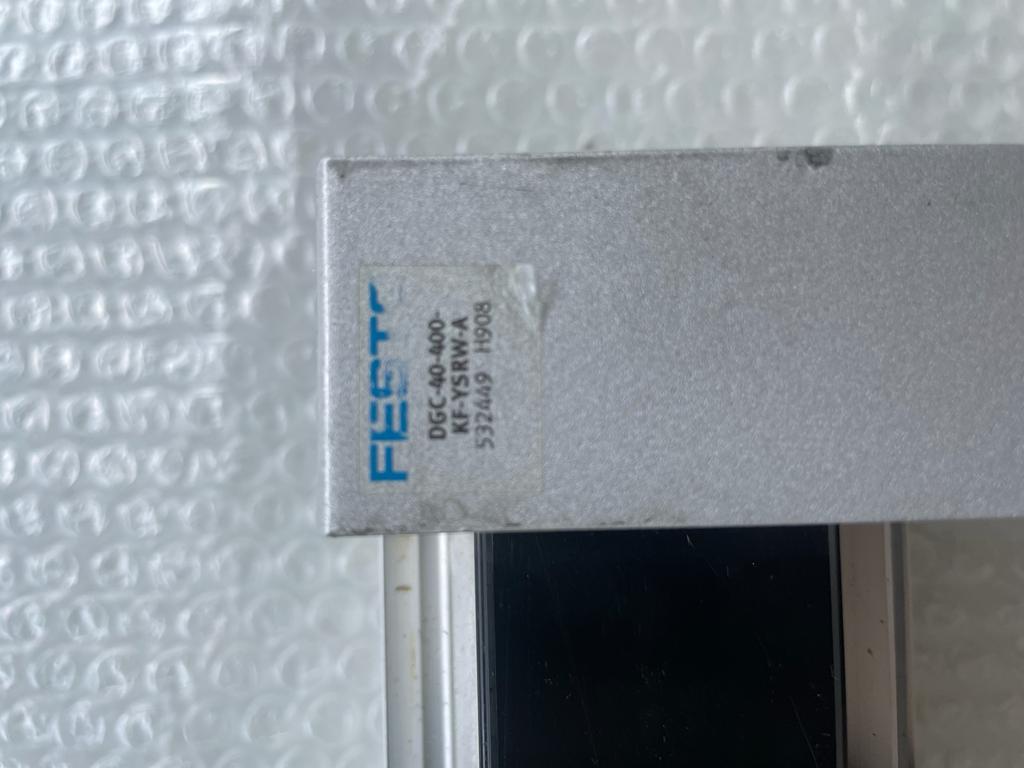 FESTO
DGC-40-400-
KF-YSRW-A
532449 H908